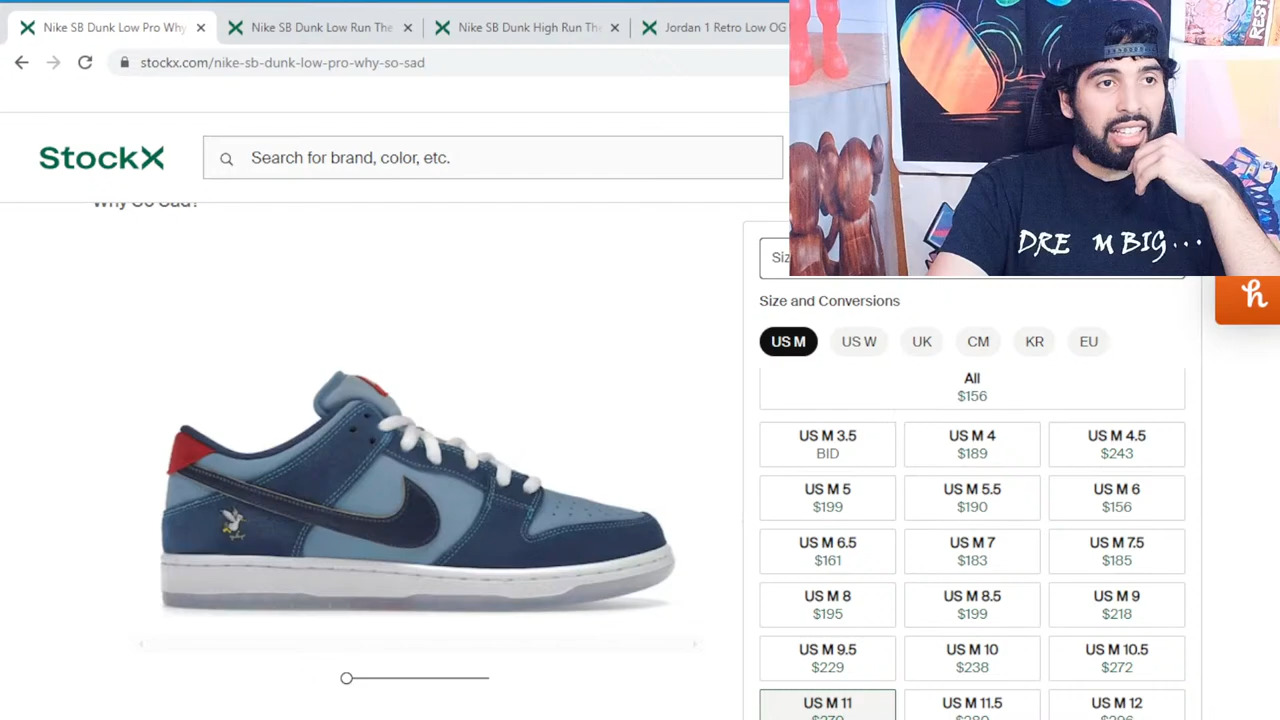 Nike SB Dunk Low Pro Why
Nike SB Dunk Low Run The
Nike SB Dunk High Run The
Jordan 1 Retro Low OG
stockx.com/nike-sb-dunk-low-pro-why-so-sad
StockX
Search for brand, color, etc.
Why So Sad?
DRE M BIG...
Size and Conversions
h
US M US W UK CM KR EU
All
$156
US M 3.5 US M 4 US M 4.5
BID $189 $243
US M 5 US M 5.5 US M 6
$199 $190 $156
US M 6.5 US M 7 US M 7.5
$161 $183 $185
US M 8 US M 8.5 US M 9
$195 $199 $218
US M 9.5 US M 10 US M 10.5
$229 $238 $272
US M 11 US M 11.5 US M 12